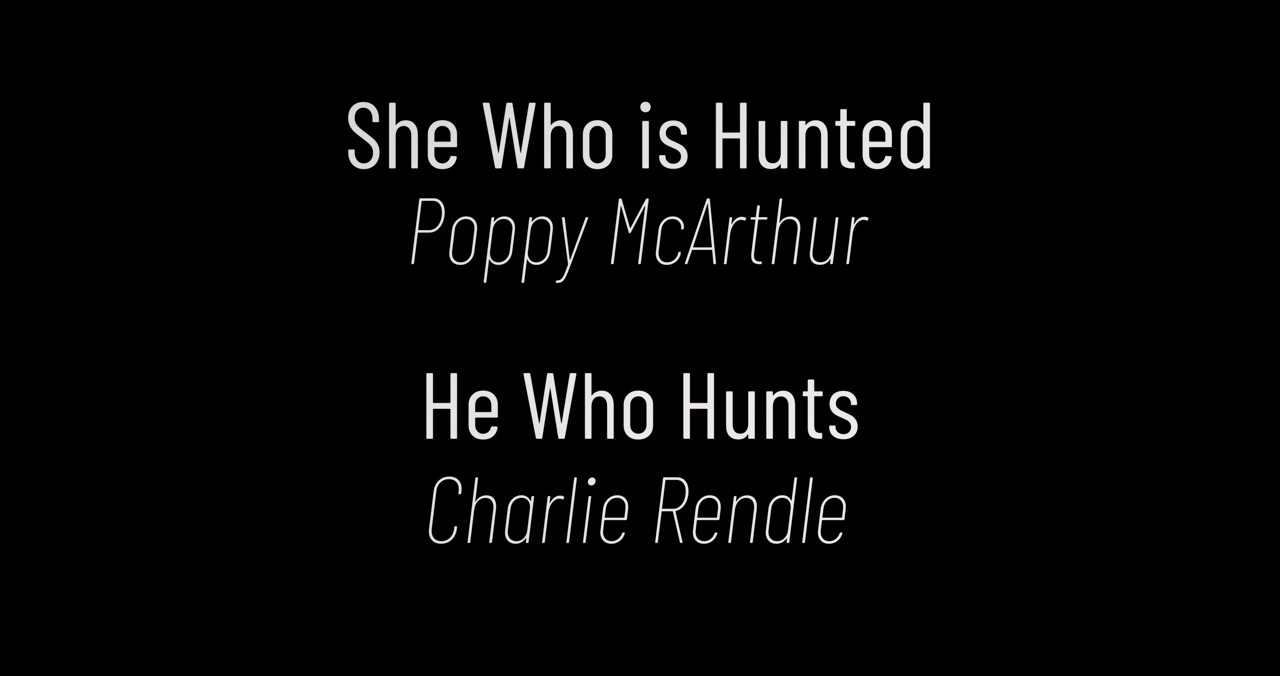 She Who is Hunted
Poppy McArthur
He Who Hunts
Charlie Rendle